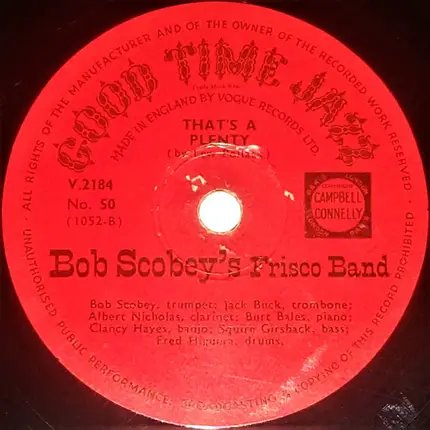 ALL RIGHTS OF THE MANUFACTURER AND OF THE OWNER OF THE RECORDED WORK RESERVED
GOOD TIME JAZZ
MADE IN ENGLAND BY VOGUE RECORDS LTD.
THAT'S A
PLENTY
(by Lew Pollack)
V.2184
No. 50
(1052-B)
CAMPBELL
CONNELLY
Bob Scobey's Frisco Band
Bob Scobey, trumpet; Jack Buck, trombone;
Albert Nicholas, clarinet; Burt Bales, piano;
Clancy Hayes, banjo; Squire Girsback, bass;
Fred Higuera, drums,
UNAUTHORISED PUBLIC PERFORMANCE, BROADCASTING & COPYING OF THIS RECORD PROHIBITED